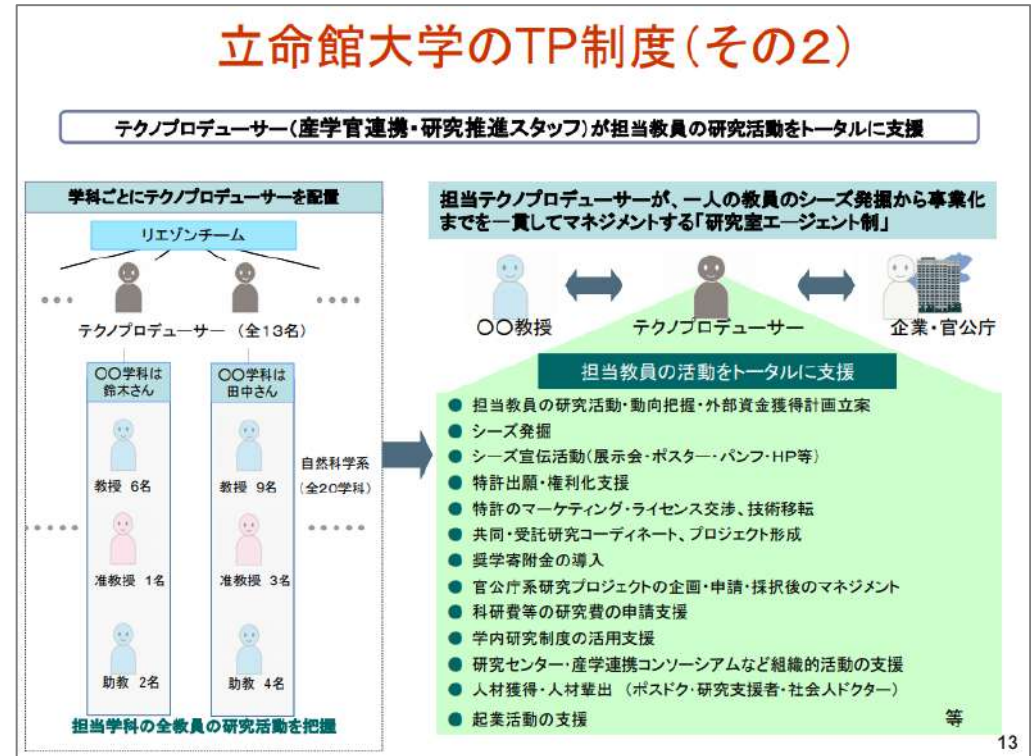 立命館大学のTP制度(その2)
テクノプロデューサー(産学官連携・研究推進スタッフ)が担当教員の研究活動をトータルに支援
学科ごとにテクノプロデューサーを配置
リエゾンチーム
テクノプロデューサー (全13名)
〇〇学科は
鈴木さん
教授 6名
准教授 1名
助教 2名
〇〇学科は
田中さん
教授 9名
准教授 3名
助教 4名
自然科学系
(全20学科)
担当学科の全教員の研究活動を把握
担当テクノプロデューサーが、一人の教員のシーズ発掘から事業化
までを一貫してマネジメントする「研究室エージェント制」
〇〇教授
テクノプロデューサー
企業・官公庁
担当教員の活動をトータルに支援
● 担当教員の研究活動・動向把握・外部資金獲得計画立案
● シーズ発掘
● シーズ宣伝活動(展示会・ポスター・パンフ・HP等)
● 特許出願・権利化支援
● 特許のマーケティング・ライセンス交渉、技術移転
● 共同・受託研究コーディネート、プロジェクト形成
● 奨学寄附金の導入
● 官公庁系研究プロジェクトの企画・申請・採択後のマネジメント
● 科研費等の研究費の申請支援
● 学内研究制度の活用支援
● 研究センター・産学連携コンソーシアムなど組織的活動の支援
● 人材獲得・人材輩出 (ポスドク・研究支援者・社会人ドクター)
● 起業活動の支援
等
13